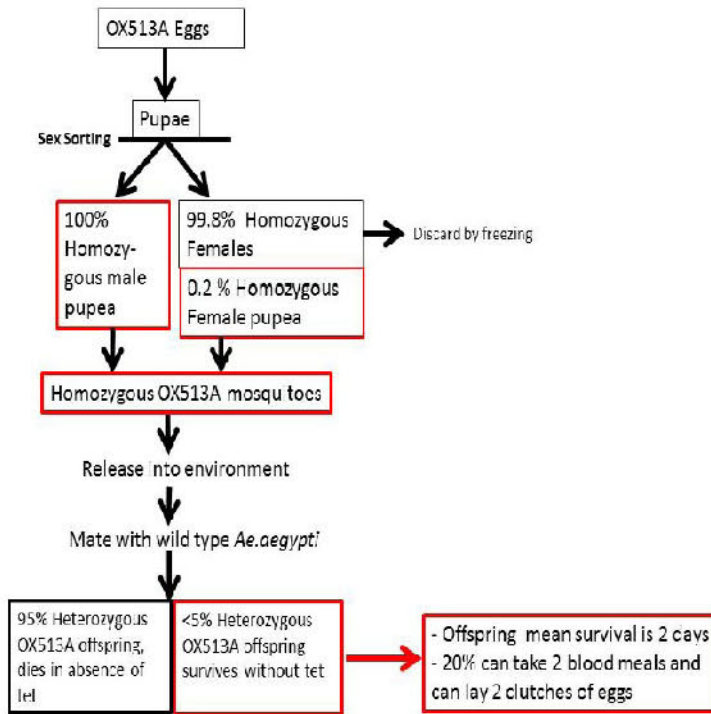 OX513A Eggs
Pupae
Sex Sorting
100%
Homozy-
gous male
pupea
99.8% Homozygous
Females
Discard by freezing
0.2 % Homozygous
Female pupea
Homozygous OX513A mosquitoes
Release into environment
Mate with wild type Ae.aegypti
95% Heterozygous
OX513A offspring,
dies in absence of
tet
<5% Heterozygous
OX513A offspring
survives without tet
- Offspring mean survival is 2 days
- 20% can take 2 blood meals and
can lay 2 clutches of eggs